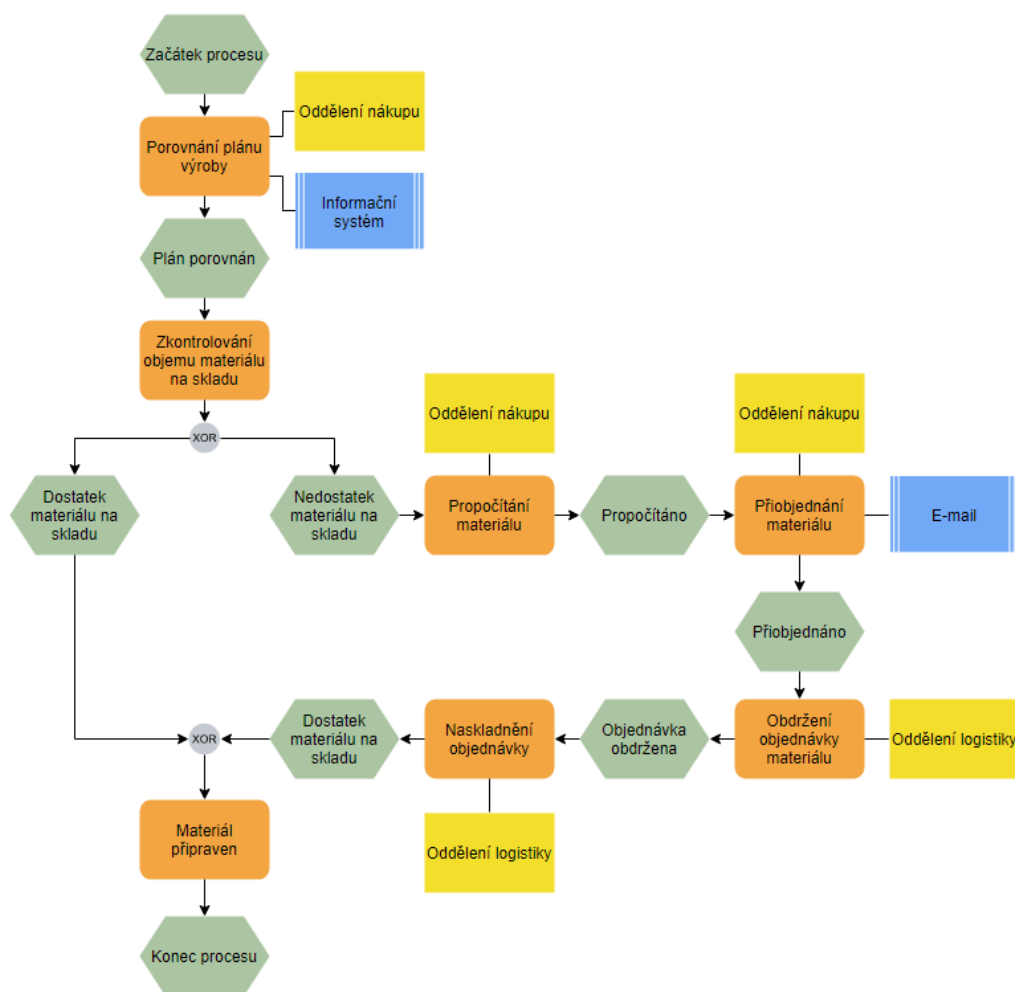 Začátek procesu
Oddělení nákupu
Porovnání plánu
výroby
Informační
systém
Plán porovnán
Zkontrolování
objemu materiálu
na skladu
XOR
Oddělení nákupu
Oddělení nákupu
Dostatek
materiálu na
skladu
Nedostatek
materiálu na
skladu
Propočítání
materiálu
Propočítáno
Přiobjednání
materiálu
E-mail
Přiobjednáno
XOR
Dostatek
materiálu na
skladu
Naskladnění
objednávky
Objednávka
obdržena
Obdržení
objednávky
materiálu
Oddělení logistiky
Materiál
připraven
Oddělení logistiky
Konec procesu